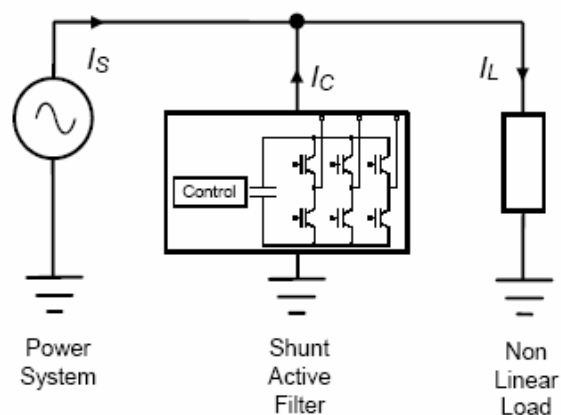 I_S
I_C
I_L
Control
Power
System
Shunt
Active
Filter
Non
Linear
Load